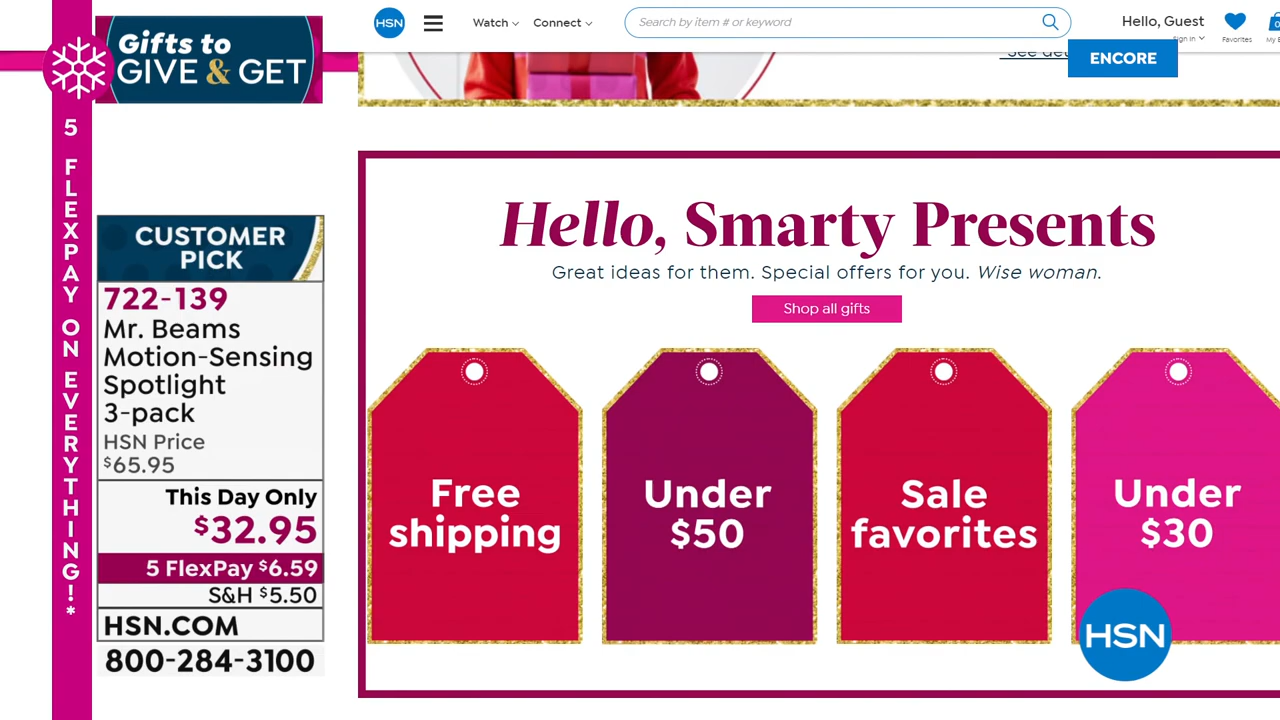 Gifts to
GIVE & GET
5 FLEXPAY ON EVERYTHING!*
CUSTOMER
PICK
722-139
Mr. Beams
Motion-Sensing
Spotlight
3-pack
HSN Price
$65.95
This Day Only
$32.95
5 FlexPay $6.59
S&H $5.50
HSN.COM
800-284-3100
HSN
Watch
Connect
Search by item # or keyword
Hello, Guest
Sign In
Favorites
My
0
See
ENCORE
Hello, Smarty Presents
Great ideas for them. Special offers for you. Wise woman.
Shop all gifts
Free
shipping
Under
$50
Sale
favorites
Under
$30
HSN